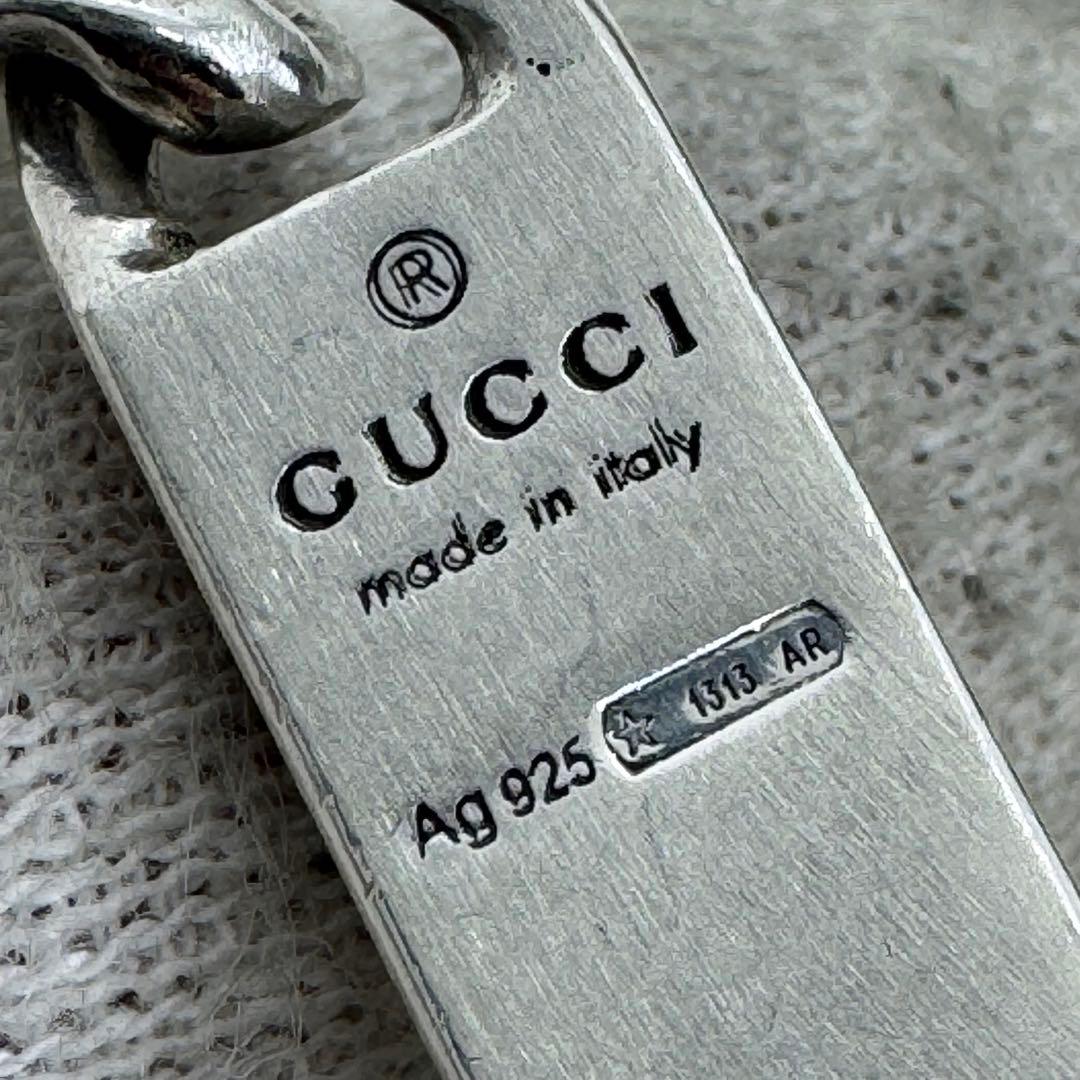 ®
GUCCI
made in italy
Ag 925 ☆ 1313 AR